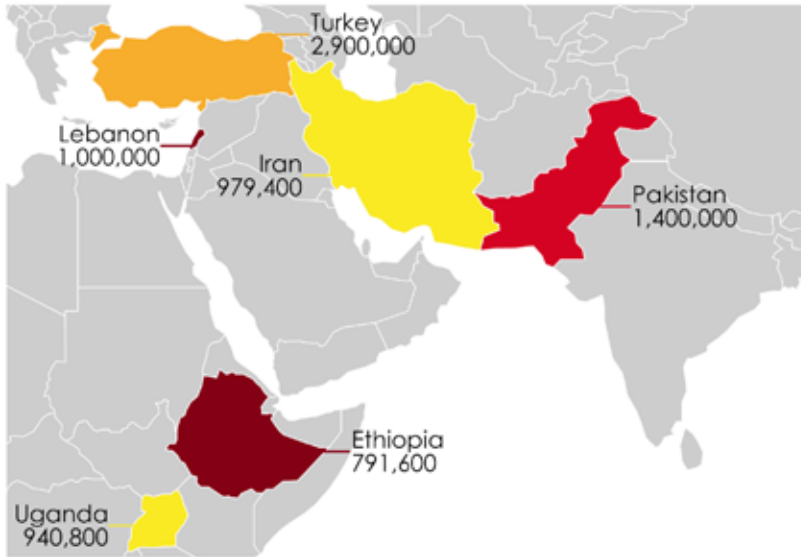 Turkey
2,900,000
Lebanon
1,000,000
Iran
979,400
Pakistan
1,400,000
Ethiopia
791,600
Uganda
940,800